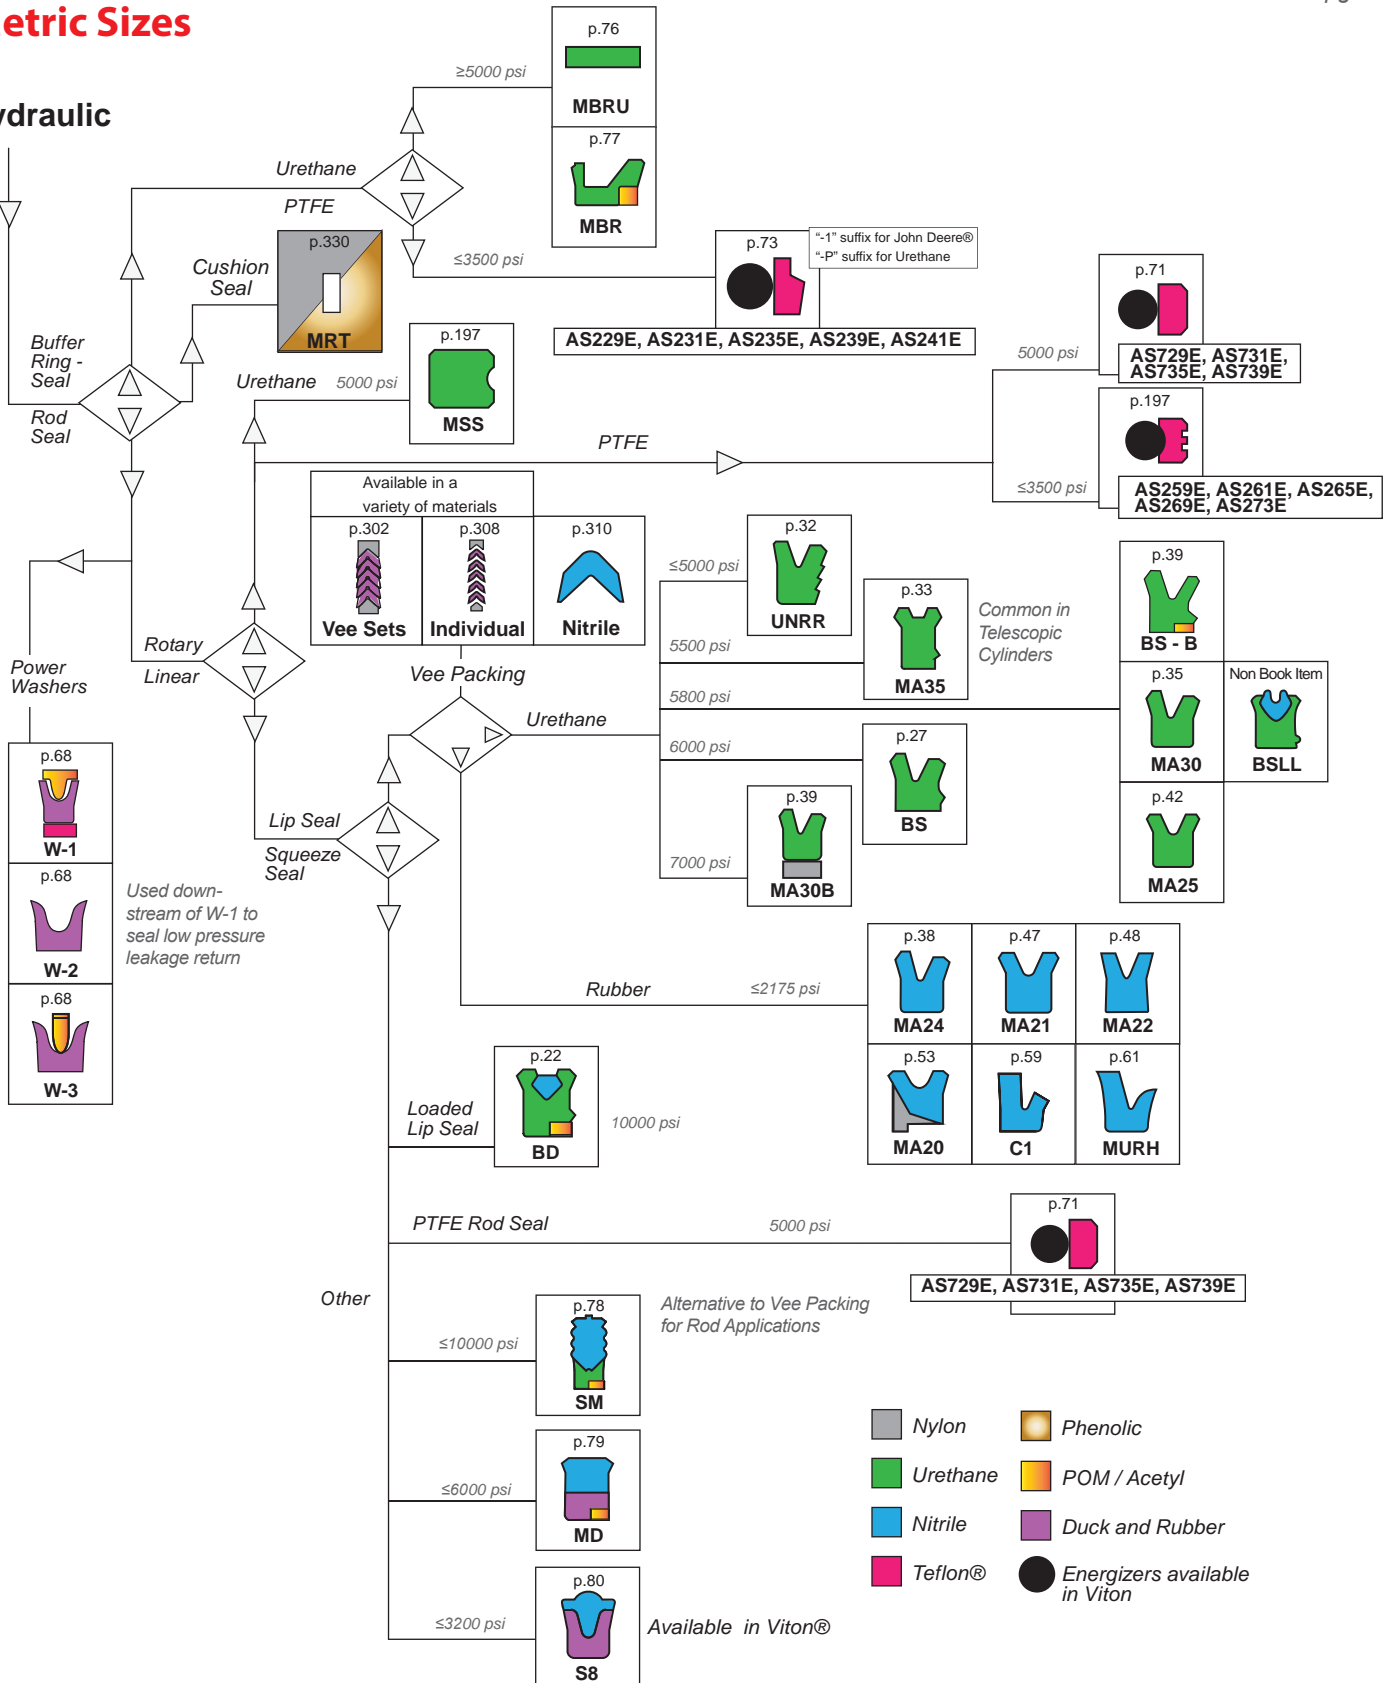 etric Sizes
ydraulic
p.76
≥5000 psi
MBRU
p.77
MBR
Urethane
PTFE
≤3500 psi
p.73
"-1" suffix for John Deere®
"-P" suffix for Urethane
AS229E, AS231E, AS235E, AS239E, AS241E
p.330
Cushion
Seal
MRT
Buffer
Ring -
Seal
Rod
Seal
p.197
Urethane
5000 psi
MSS
PTFE
p.71
5000 psi
AS729E, AS731E,
AS735E, AS739E
p.197
≤3500 psi
AS259E, AS261E, AS265E,
AS269E, AS273E
Available in a
variety of materials
p.302
Vee Sets
p.308
Individual
p.310
Nitrile
Vee Packing
Rotary
Linear
Power
Washers
Urethane
≤5000 psi
p.32
UNRR
5500 psi
p.33
MA35
Common in
Telescopic
Cylinders
5800 psi
p.39
BS - B
p.35
MA30
Non Book Item
BSLL
p.42
MA25
6000 psi
p.27
BS
7000 psi
p.39
MA30B
p.68
W-1
p.68
W-2
p.68
W-3
Used down-
stream of W-1 to
seal low pressure
leakage return
Lip Seal
Squeeze
Seal
Rubber
≤2175 psi
p.38
MA24
p.47
MA21
p.48
MA22
p.53
MA20
p.59
C1
p.61
MURH
Loaded
Lip Seal
p.22
BD
10000 psi
PTFE Rod Seal
5000 psi
p.71
AS729E, AS731E, AS735E, AS739E
Other
≤10000 psi
p.78
SM
Alternative to Vee Packing
for Rod Applications
≤6000 psi
p.79
MD
≤3200 psi
p.80
S8
Available in Viton®
Nylon
Urethane
Nitrile
Teflon®
Phenolic
POM / Acetyl
Duck and Rubber
Energizers available
in Viton